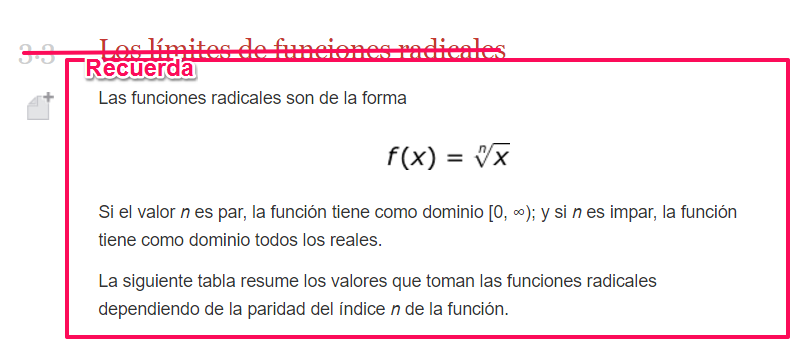 3.3 Los límites de funciones radicales
Recuerda
Las funciones radicales son de la forma
f(x) = ⁿ√x
Si el valor n es par, la función tiene como dominio [0, ∞); y si n es impar, la función
tiene como dominio todos los reales.
La siguiente tabla resume los valores que toman las funciones radicales
dependiendo de la paridad del índice n de la función.